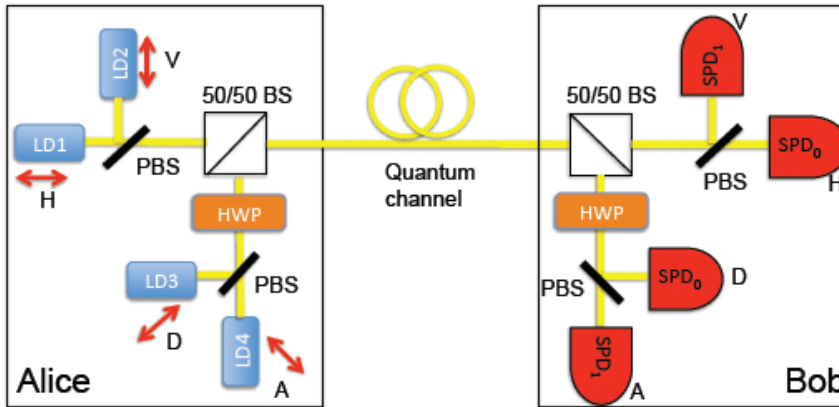 LD2
V
50/50 BS
LD1
PBS
H
HWP
LD3
PBS
D
LD4
A
Alice
Quantum
channel
V
SPD₁
50/50 BS
SPD₀
PBS
H
HWP
SPD₀
D
PBS
SPD₁
A
Bob